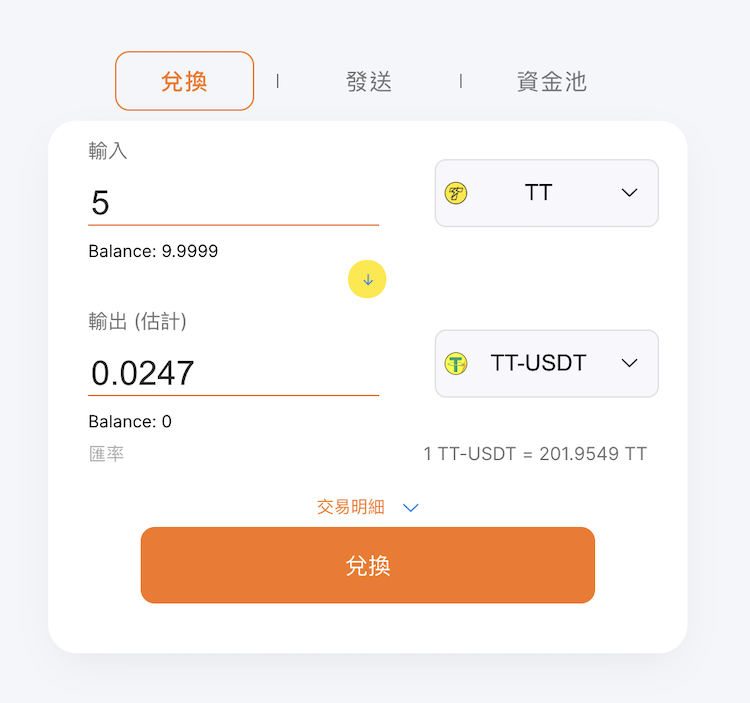 兌換 | 發送 | 資金池
輸入
5
TT
Balance: 9.9999
輸出 (估計)
0.0247
TT-USDT
Balance: 0
匯率 1 TT-USDT = 201.9549 TT
交易明細
兌換